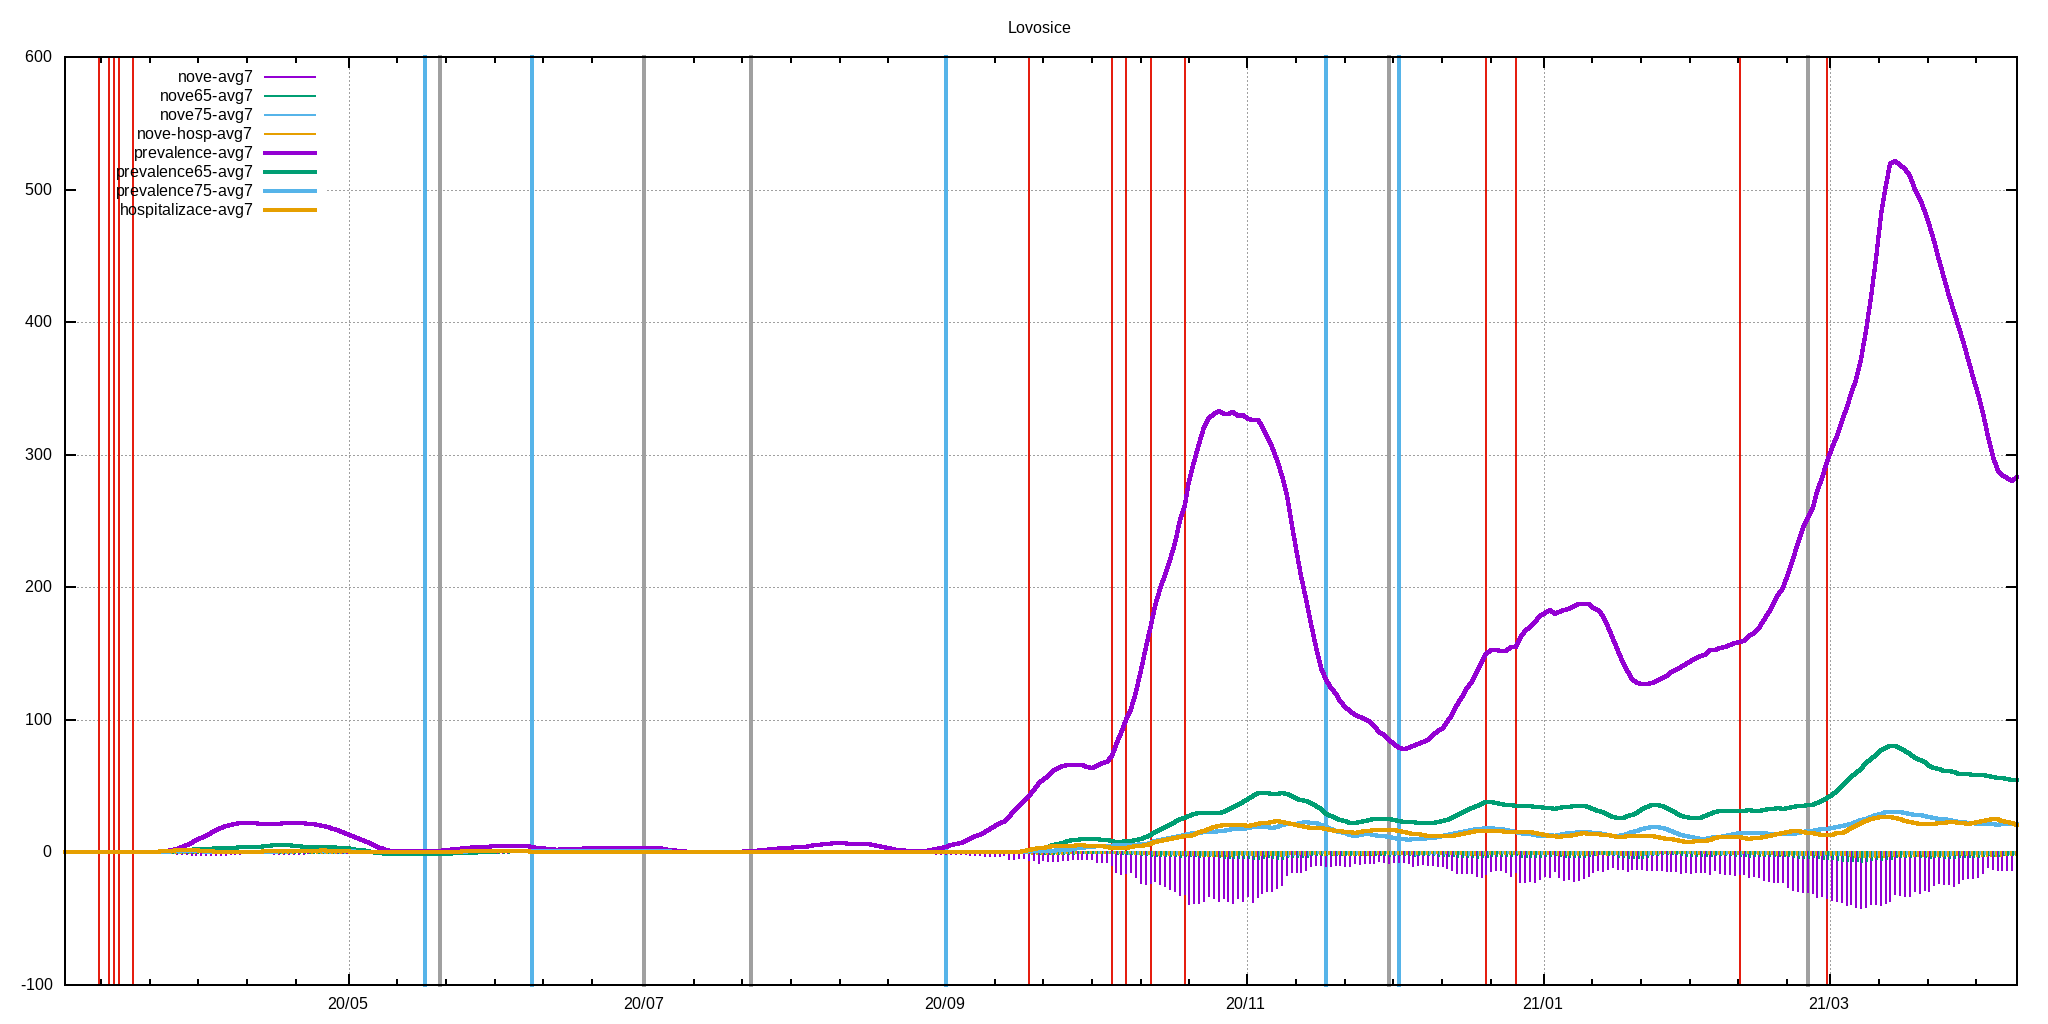 Lovosice
600
500
400
300
200
100
0
-100
nove-avg7
nove65-avg7
nove75-avg7
nove-hosp-avg7
prevalence-avg7
prevalence65-avg7
prevalence75-avg7
hospitalizace-avg7
20/05
20/07
20/09
20/11
21/01
21/03